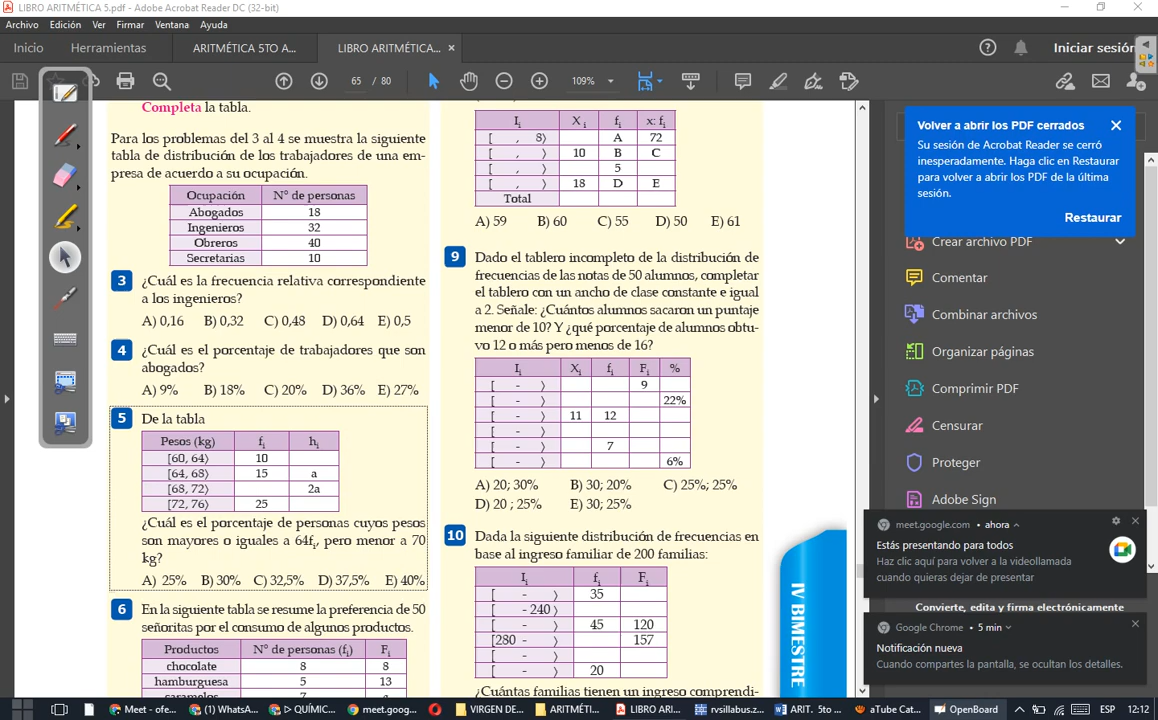 LIBRO ARITMÉTICA 5.pdf - Adobe Acrobat Reader DC (32-bit)
Archivo Edición Ver Firmar Ventana Ayuda
Inicio Herramientas ARITMÉTICA 5TO A... LIBRO ARITMÉTICA... × Iniciar sesión
65 / 80 109%
Completa la tabla.
Para los problemas del 3 al 4 se muestra la siguiente
tabla de distribución de los trabajadores de una em-
presa de acuerdo a su ocupación.
Ocupación N° de personas
Abogados 18
Ingenieros 32
Obreros 40
Secretarias 10
3 ¿Cuál es la frecuencia relativa correspondiente
a los ingenieros?
A) 0,16 B) 0,32 C) 0,48 D) 0,64 E) 0,5
4 ¿Cuál es el porcentaje de trabajadores que son
abogados?
A) 9% B) 18% C) 20% D) 36% E) 27%
5 De la tabla
Pesos (kg) fi hi
[60, 64⟩ 10
[64, 68⟩ 15 a
[68, 72⟩ 2a
[72, 76⟩ 25
¿Cuál es el porcentaje de personas cuyos pesos
son mayores o iguales a 64fi, pero menor a 70
kg?
A) 25% B) 30% C) 32,5% D) 37,5% E) 40%
6 En la siguiente tabla se resume la preferencia de 50
señoritas por el consumo de algunos productos.
Productos N° de personas (fi) Fi
chocolate 8 8
hamburguesa 5 13
caramelos 7 a
Ii Xi fi x: fi
[ , 8⟩ A 72
[ , ⟩ 10 B C
[ , ⟩ 5
[ , ⟩ 18 D E
Total
A) 59 B) 60 C) 55 D) 50 E) 61
9 Dado el tablero incompleto de la distribución de
frecuencias de las notas de 50 alumnos, completar
el tablero con un ancho de clase constante e igual
a 2. Señale: ¿Cuántos alumnos sacaron un puntaje
menor de 10? Y ¿qué porcentaje de alumnos obtu-
vo 12 o más pero menos de 16?
Ii Xi fi Fi %
[ - ⟩ 9
[ - ⟩ 22%
[ - ⟩ 11 12
[ - ⟩
[ - ⟩ 7
[ - ⟩ 6%
A) 20; 30% B) 30; 20% C) 25%; 25%
D) 20 ; 25% E) 30; 25%
10 Dada la siguiente distribución de frecuencias en
base al ingreso familiar de 200 familias:
Ii fi Fi
[ - ⟩ 35
[ - 240 ⟩
[ - ⟩ 45 120
[280 - ⟩ 157
[ - ⟩
[ - ⟩ 20
¿Cuántas familias tienen un ingreso comprendi-
IV BIMESTRE
Volver a abrir los PDF cerrados ×
Su sesión de Acrobat Reader se cerró
inesperadamente. Haga clic en Restaurar
para volver a abrir los PDF de la última
sesión.
Restaurar
Crear archivo PDF
Comentar
Combinar archivos
Organizar páginas
Comprimir PDF
Censurar
Proteger
Adobe Sign
meet.google.com • ahora
Estás presentando para todos
Haz clic aquí para volver a la videollamada
cuando quieras dejar de presentar
Convierte, edita y firma electrónicamente
Google Chrome • 5 min
Notificación nueva
Cuando compartes la pantalla, se ocultan los detalles.
Meet - ofe... (1) WhatsA... QUÍMIC... meet.goog... VIRGEN DE... ARITMÉTI... LIBRO ARI... rvsillabus.z... ARIT. 5to ... aTube Cat... OpenBoard ESP 12:12